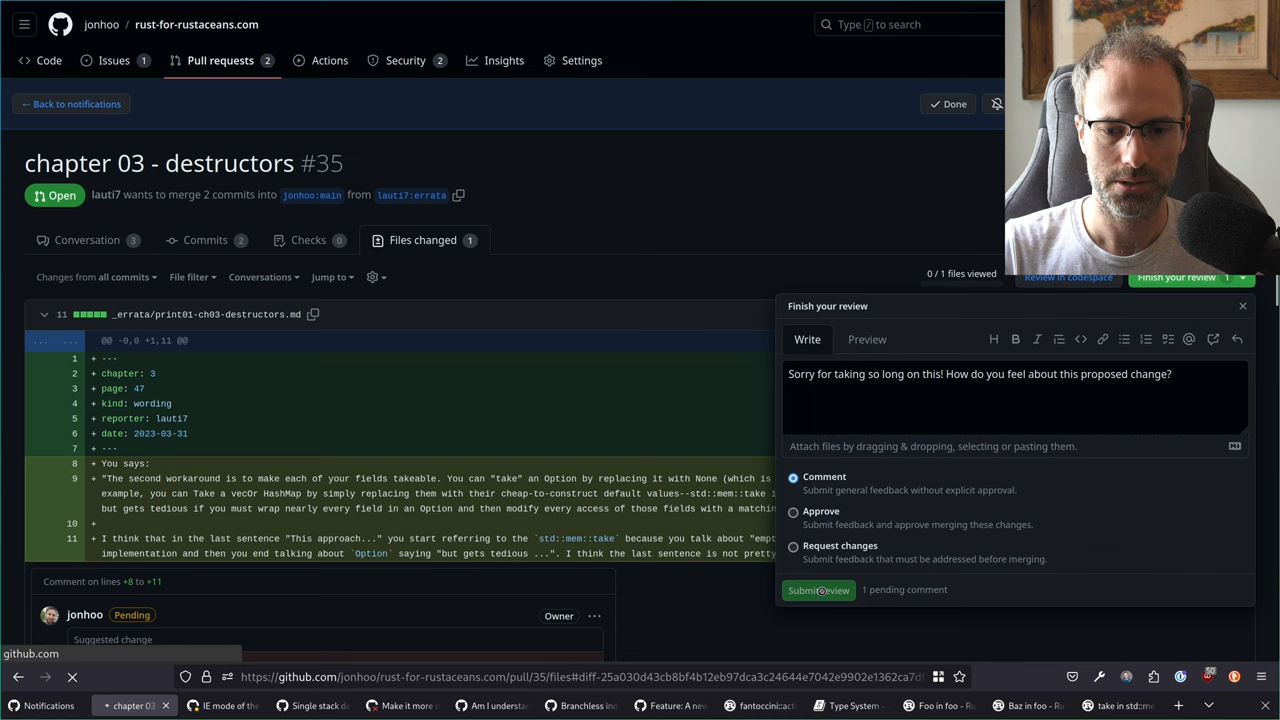 jonhoo / rust-for-rustaceans.com
Type / to search
Code Issues 1 Pull requests 2 Actions Security 2 Insights Settings
← Back to notifications Done
chapter 03 - destructors #35
Open lauti7 wants to merge 2 commits into jonhoo:main from lauti7:errata
Conversation 3 Commits 2 Checks 0 Files changed 1
Changes from all commits File filter Conversations Jump to 0 / 1 files viewed Review in codespace Finish your review 1
11 _errata/print01-ch03-destructors.md
... ... @@ -0,0 +1,11 @@
1 + ---
2 + chapter: 3
3 + page: 47
4 + kind: wording
5 + reporter: lauti7
6 + date: 2023-03-31
7 + ---
8 + You says:
9 + "The second workaround is to make each of your fields takeable. You can "take" an Option by replacing it with None (which is
example, you can Take a vecOr HashMap by simply replacing them with their cheap-to-construct default values--std::mem::take i
but gets tedious if you must wrap nearly every field in an Option and then modify every access of those fields with a matchin
10 +
11 + I think that in the last sentence "This approach..." you start referring to the `std::mem::take` because you talk about "empt
implementation and then you end talking about `Option` saying "but gets tedious ...". I think the last sentence is not pretty
Comment on lines +8 to +11
jonhoo Pending Owner ...
Suggested change
Finish your review
Write Preview
Sorry for taking so long on this! How do you feel about this proposed change?
Attach files by dragging & dropping, selecting or pasting them.
Comment
Submit general feedback without explicit approval.
Approve
Submit feedback and approve merging these changes.
Request changes
Submit feedback that must be addressed before merging.
Submit review 1 pending comment
github.com
https://github.com/jonhoo/rust-for-rustaceans.com/pull/35/files#diff-25a030d43cb8bf4b12eb97dca3c24644e7042e9902e1362ca7d 50
Notifications chapter 03 IE mode of the Single stack de Make it more c Am I understa Branchless ind Feature: A new fantoccini::acti Type System - Foo in foo - Ru Baz in foo - Ru take in std::me